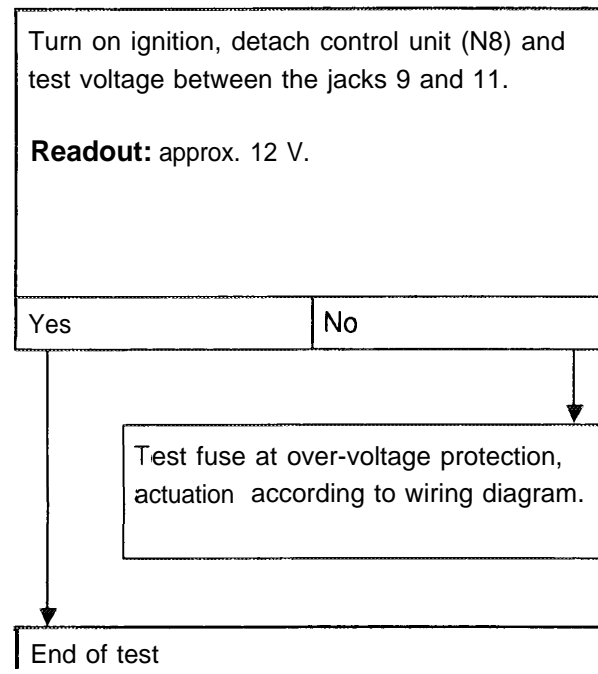 Turn on ignition, detach control unit (N8) and
test voltage between the jacks 9 and 11.
Readout: approx. 12 V.
Yes
No
Test fuse at over-voltage protection,
actuation according to wiring diagram.
End of test